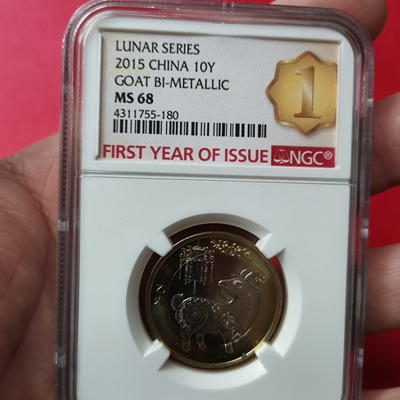 LUNAR SERIES
2015 CHINA 10Y
GOAT BI-METALLIC
MS 68
4311755-180
1
FIRST YEAR OF ISSUE NGC®